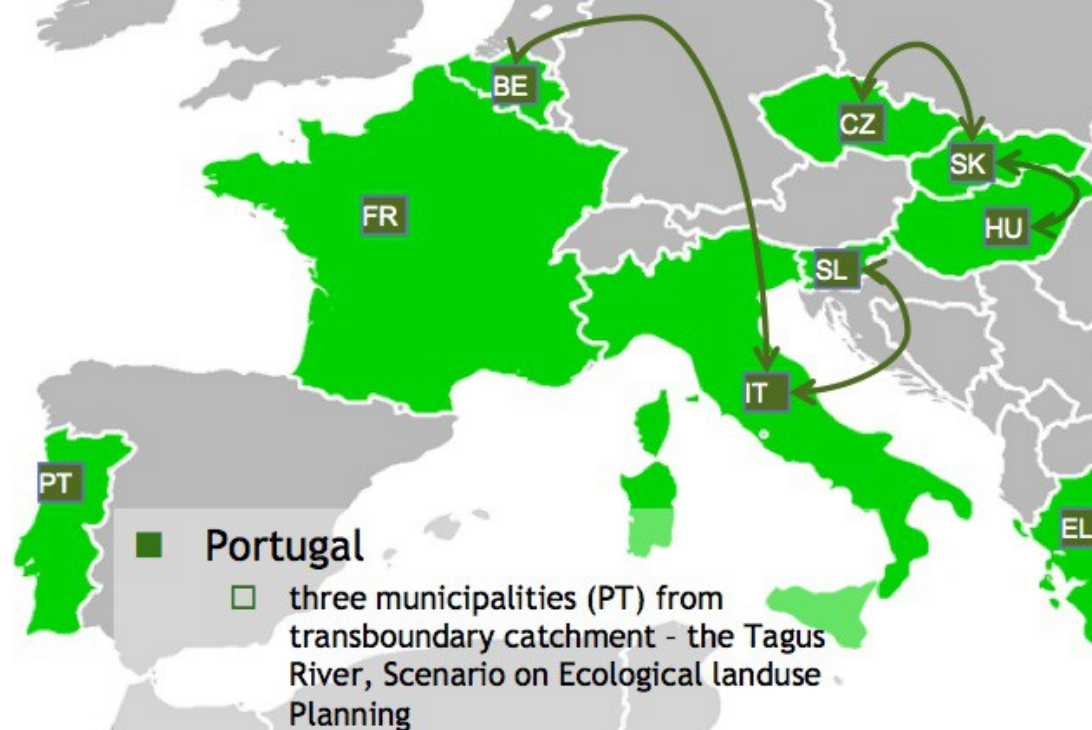 BE
CZ
SK
FR
HU
SL
IT
PT
EL
Portugal
three municipalities (PT) from
transboundary catchment - the Tagus
River, Scenario on Ecological landuse
Planning